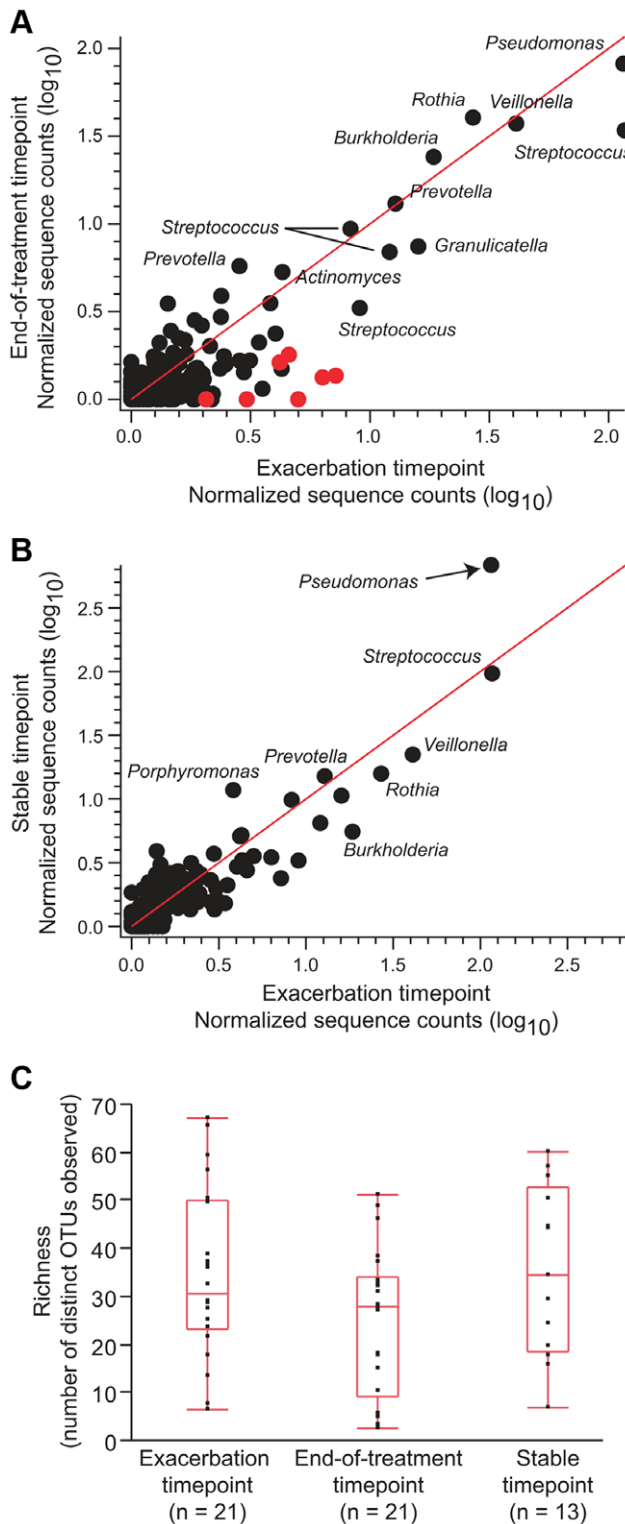 A
End-of-treatment timepoint
Normalized sequence counts (log10)
2.0
1.5
1.0
0.5
0.0
Pseudomonas
Rothia
Veillonella
Burkholderia
Streptococcus
Prevotella
Streptococcus
Granulicatella
Prevotella
Actinomyces
Streptococcus
0.0 0.5 1.0 1.5 2.0
Exacerbation timepoint
Normalized sequence counts (log10)
B
Stable timepoint
Normalized sequence counts (log10)
2.5
2.0
1.5
1.0
0.5
0.0
Pseudomonas
Streptococcus
Veillonella
Prevotella
Porphyromonas
Rothia
Burkholderia
0.0 0.5 1.0 1.5 2.0 2.5
Exacerbation timepoint
Normalized sequence counts (log10)
C
Richness
(number of distinct OTUs observed)
70
60
50
40
30
20
10
0
Exacerbation End-of-treatment Stable
timepoint timepoint timepoint
(n = 21) (n = 21) (n = 13)